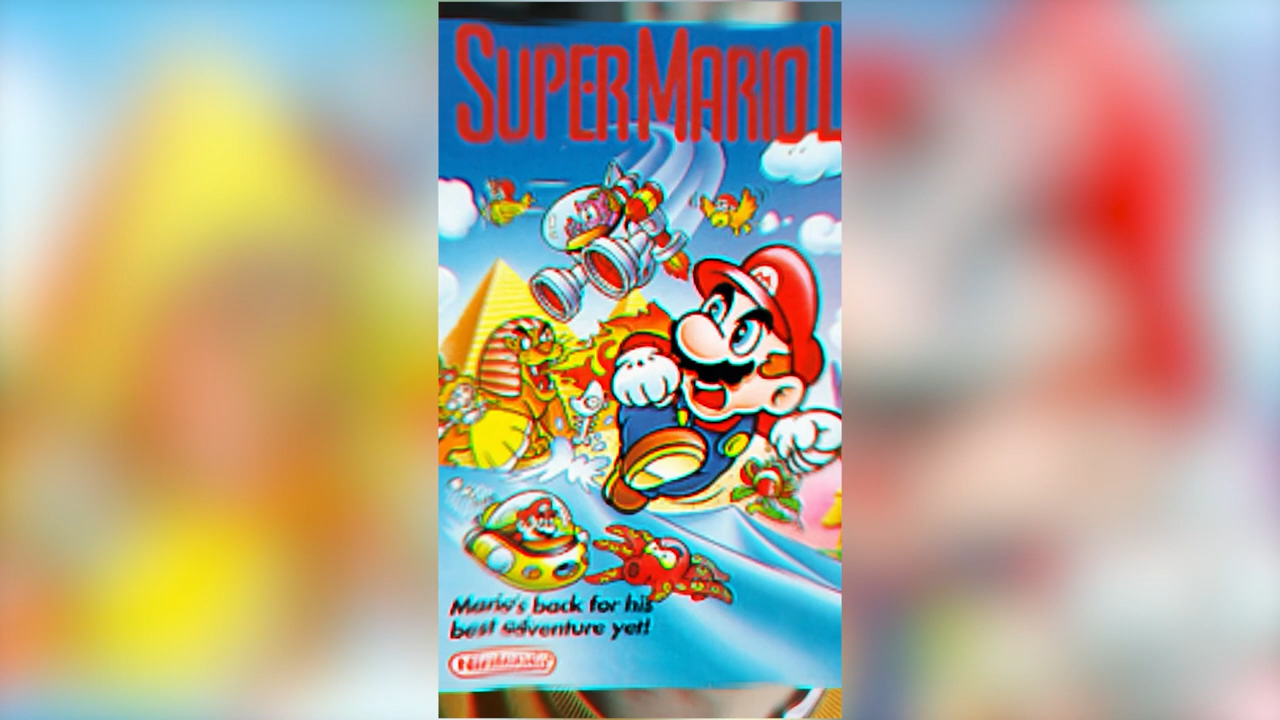 SUPER MARIO L
M
Mario's back for his
best adventure yet!
Nintendo